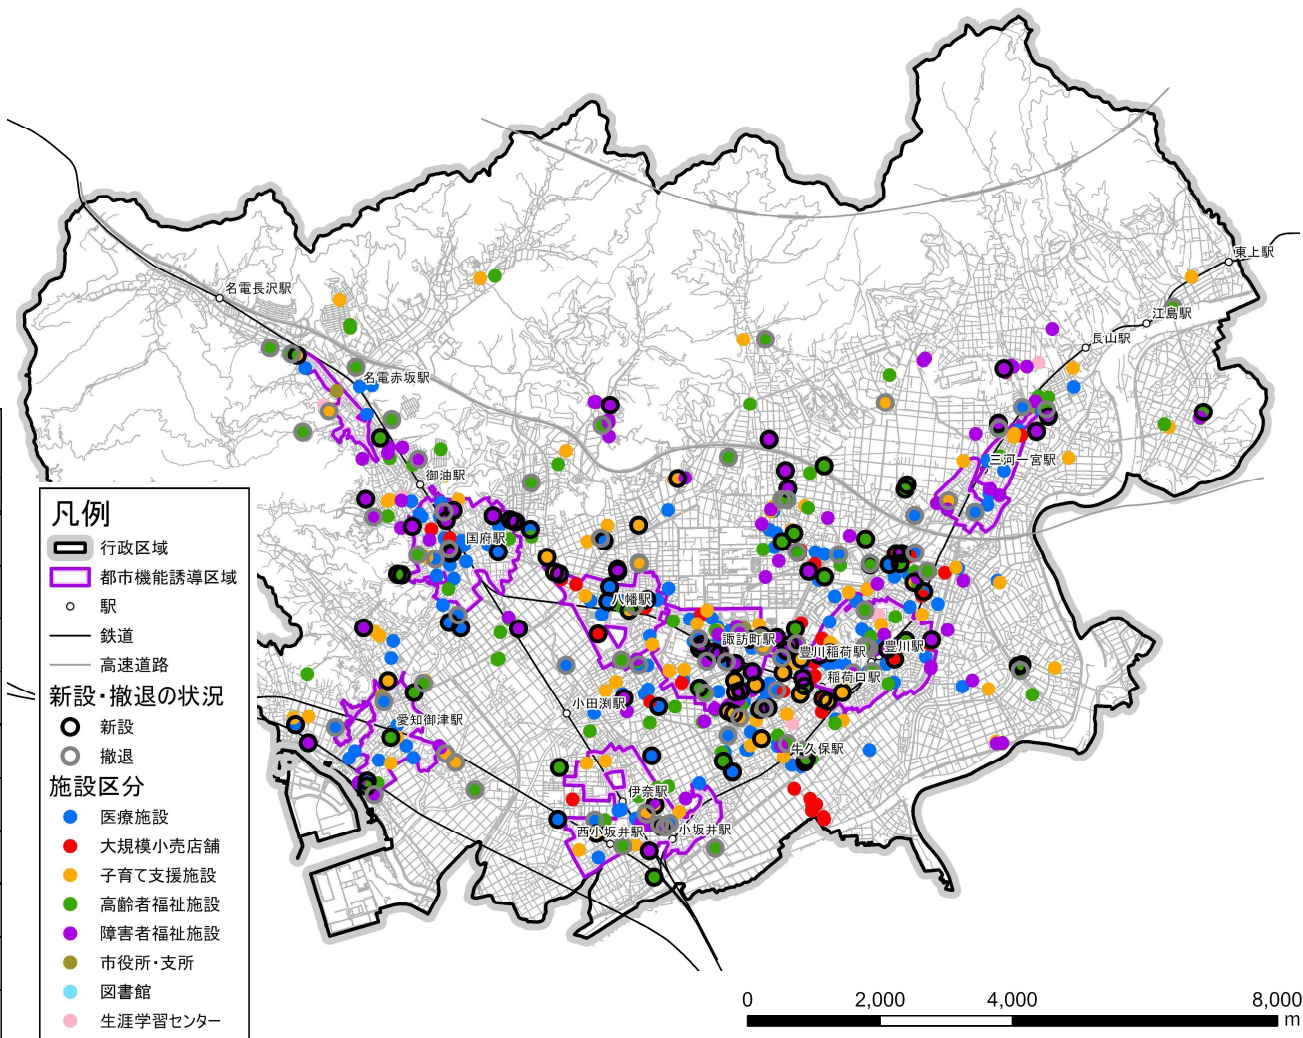 東上駅
江島駅
長山駅
名電長沢駅
名電赤坂駅
三河一宮駅
御油駅
国府駅
八幡駅
諏訪町駅
豊川稲荷駅
豊川駅
稲荷口駅
小田渕駅
愛知御津駅
牛久保駅
伊奈駅
西小坂井駅
小坂井駅
凡例
行政区域
都市機能誘導区域
駅
鉄道
高速道路
新設・撤退の状況
新設
撤退
施設区分
医療施設
大規模小売店舗
子育て支援施設
高齢者福祉施設
障害者福祉施設
市役所・支所
図書館
生涯学習センター
0 2,000 4,000 8,000
m